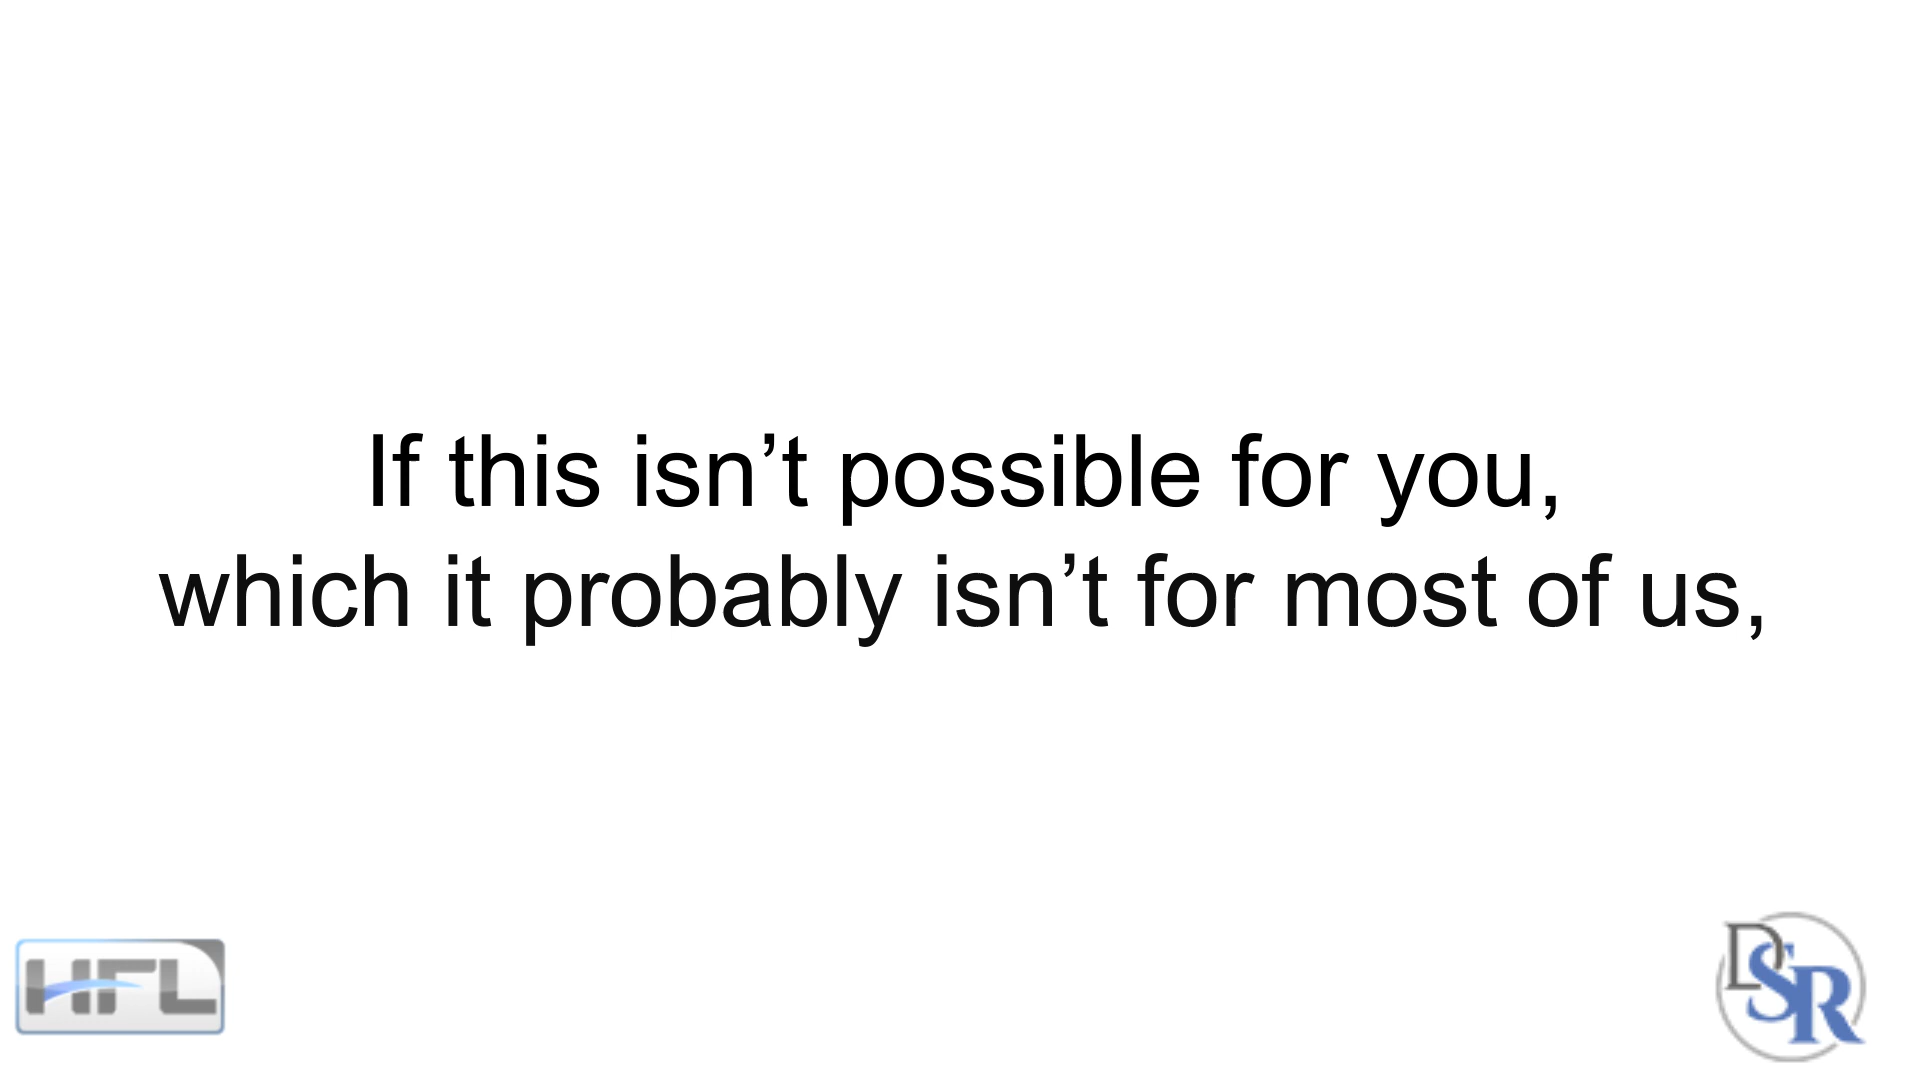 If this isn’t possible for you,
which it probably isn’t for most of us,
HFL
DSR